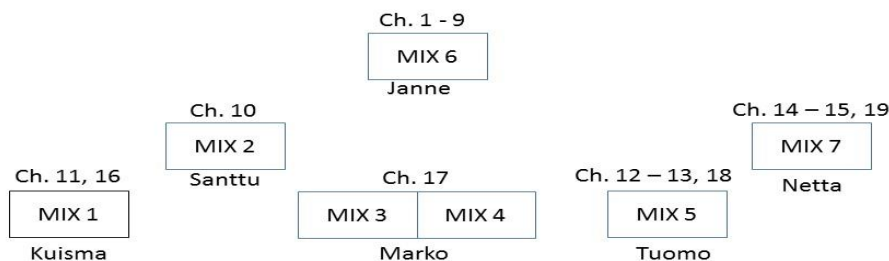 Ch. 1 - 9
MIX 6
Janne
Ch. 10
MIX 2
Santtu
Ch. 14 – 15, 19
MIX 7
Netta
Ch. 11, 16
MIX 1
Kuisma
Ch. 17
MIX 3 MIX 4
Marko
Ch. 12 – 13, 18
MIX 5
Tuomo